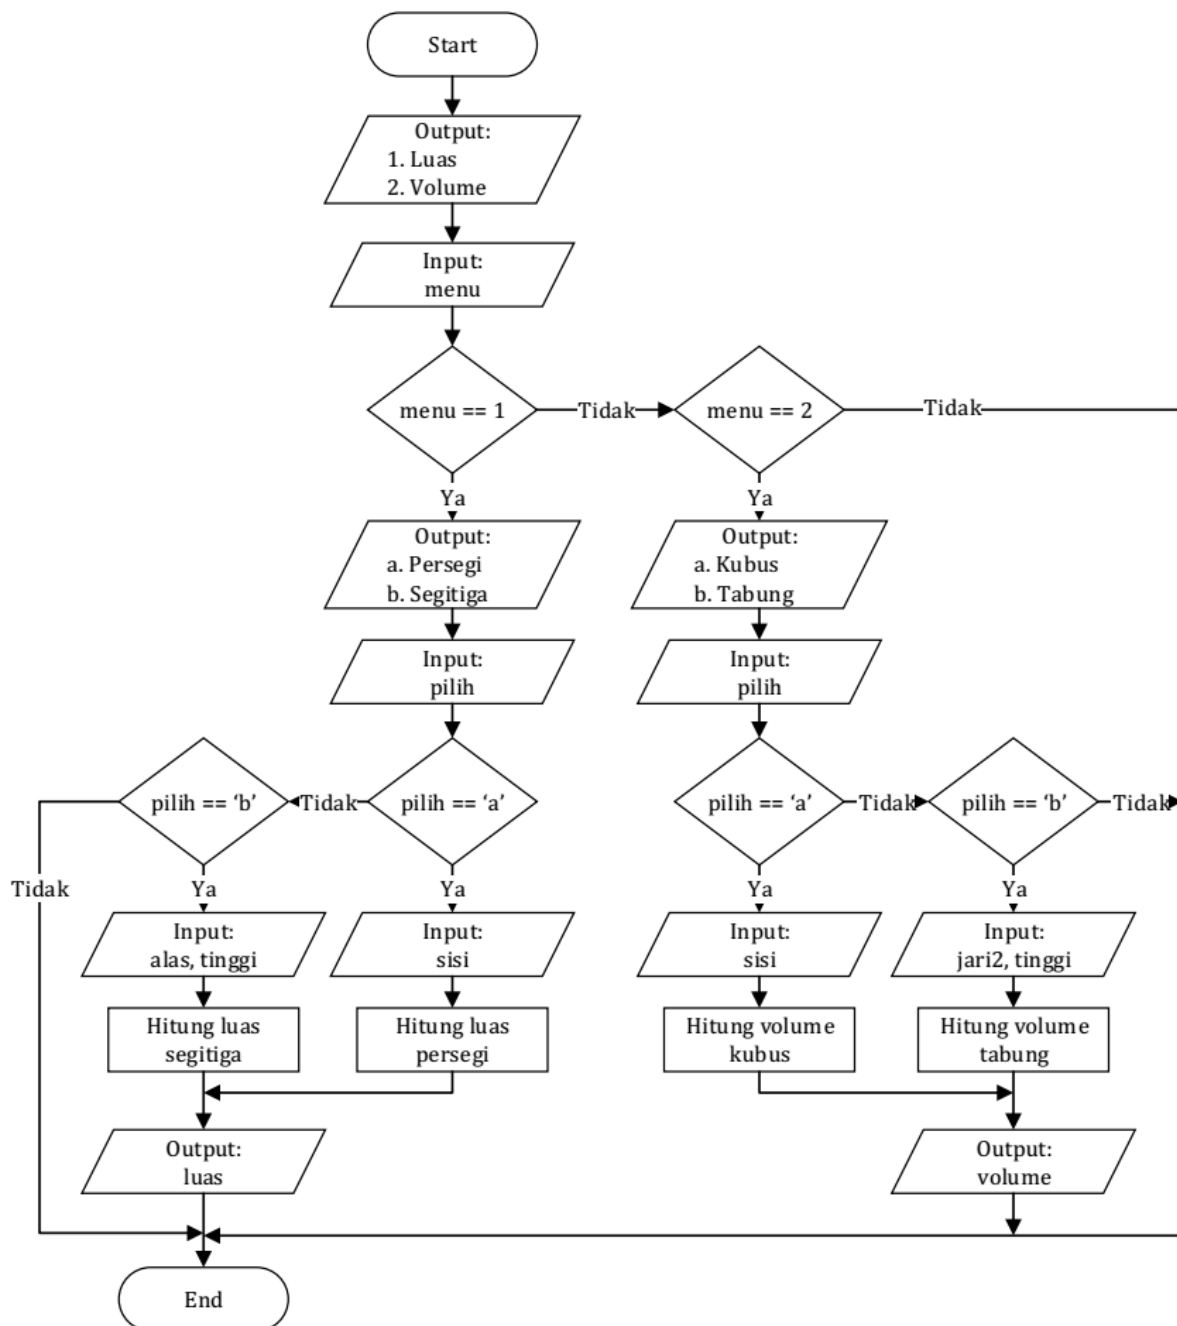 Start
Output:
1. Luas
2. Volume
Input:
menu
menu == 1
Tidak
menu == 2
Tidak
Ya
Ya
Output:
a. Persegi
b. Segitiga
Output:
a. Kubus
b. Tabung
Input:
pilih
Input:
pilih
pilih == ‘b’
Tidak
pilih == ‘a’
pilih == ‘a’
Tidak
pilih == ‘b’
Tidak
Tidak
Ya
Ya
Ya
Ya
Input:
alas, tinggi
Input:
sisi
Input:
sisi
Input:
jari2, tinggi
Hitung luas
segitiga
Hitung luas
persegi
Hitung volume
kubus
Hitung volume
tabung
Output:
luas
Output:
volume
End